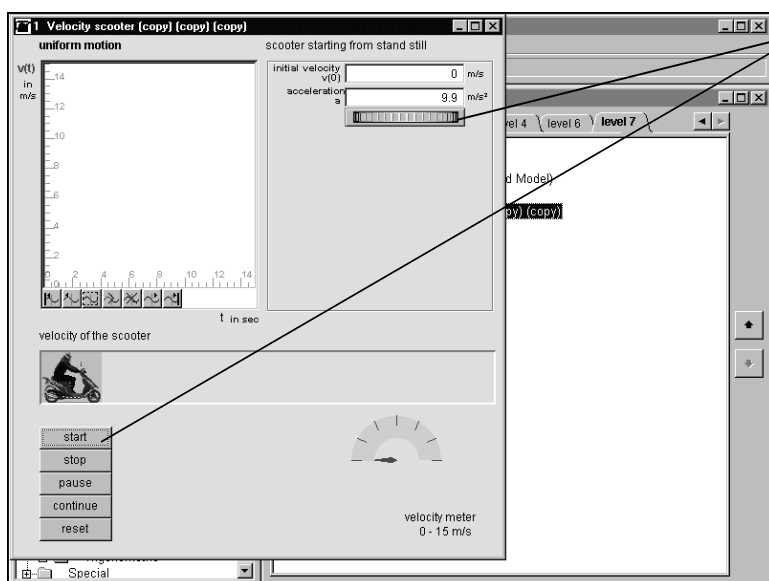 1 Velocity scooter (copy) (copy) (copy)
uniform motion
scooter starting from stand still
v(t)
in
m/s
14
12
10
8
6
4
2
0
0 2 4 6 8 10 12 14
t in sec
initial velocity
v(0)
0 m/s
acceleration
a
9.9 m/s²
level 6
level 7
d Model)
py) (copy)
velocity of the scooter
start
stop
pause
continue
reset
velocity meter
0 - 15 m/s
Special